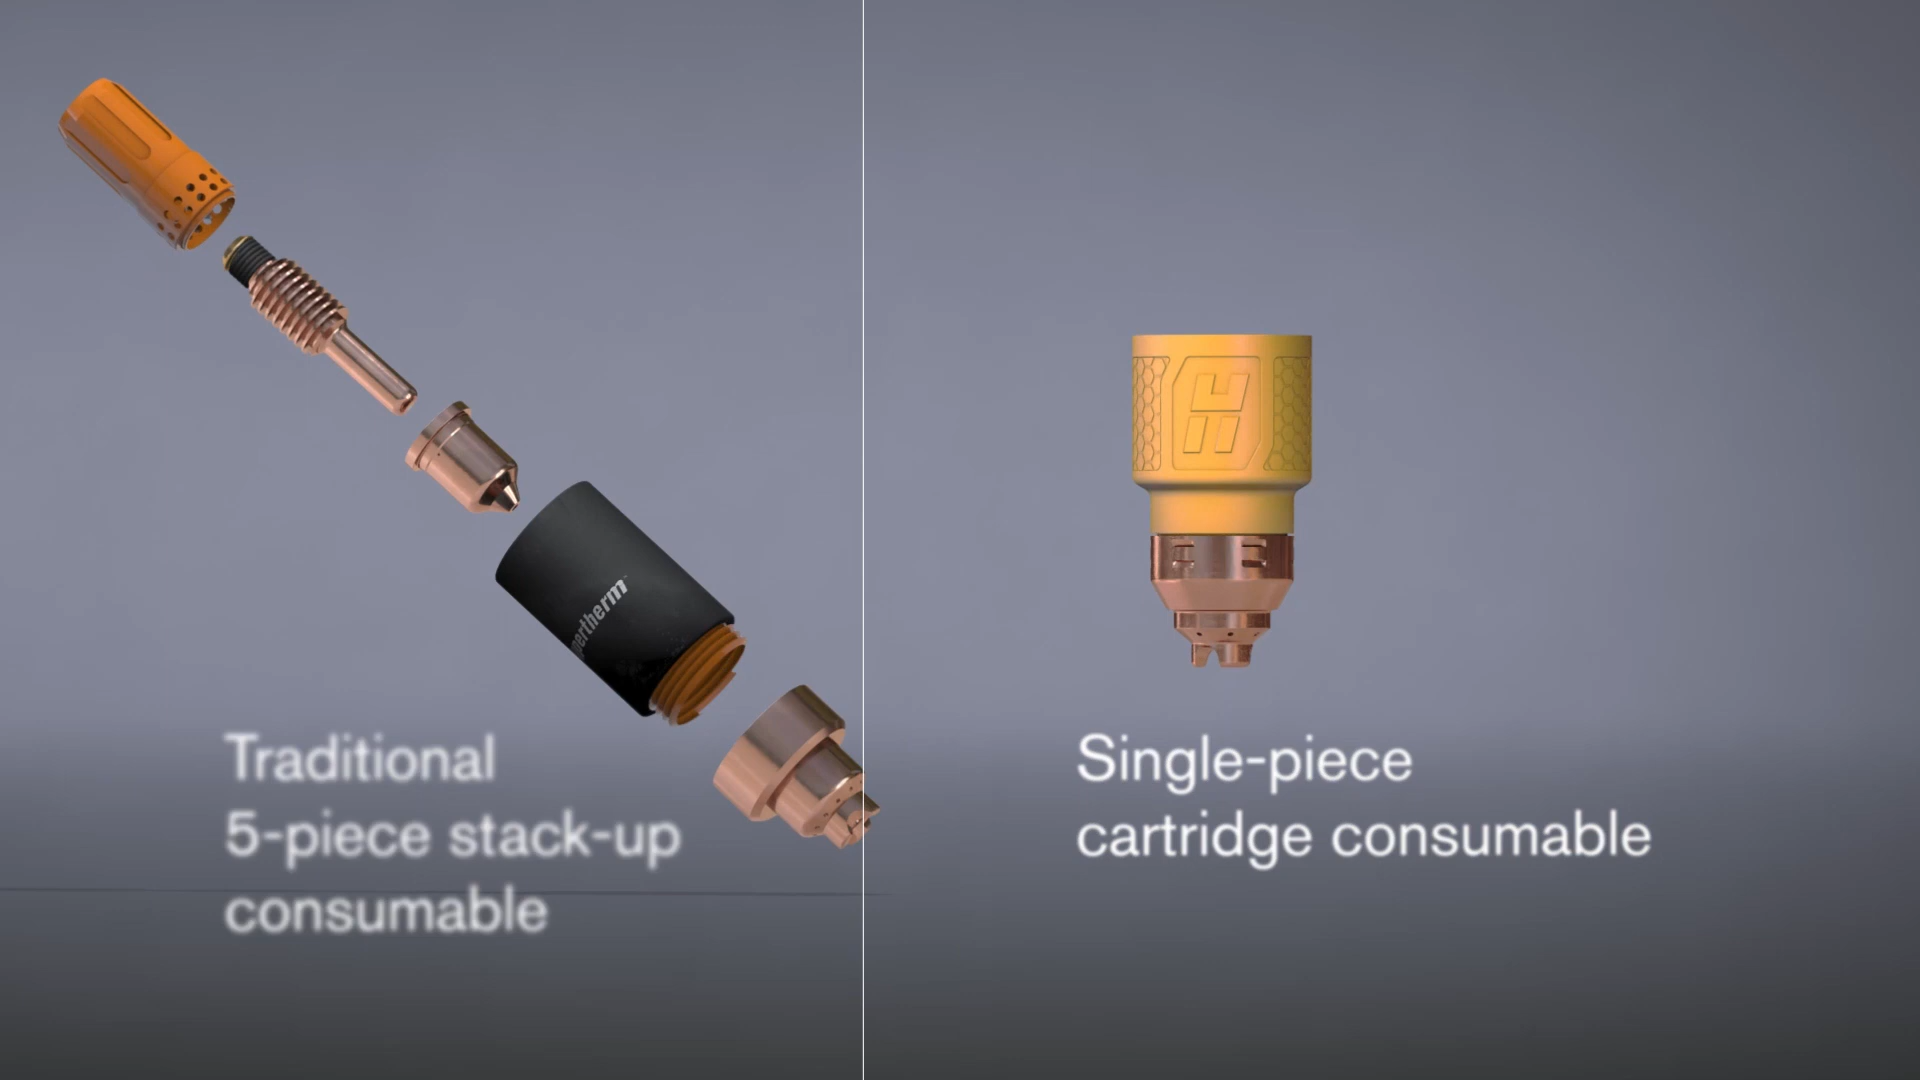 Traditional
5-piece stack-up
consumable
Single-piece
cartridge consumable